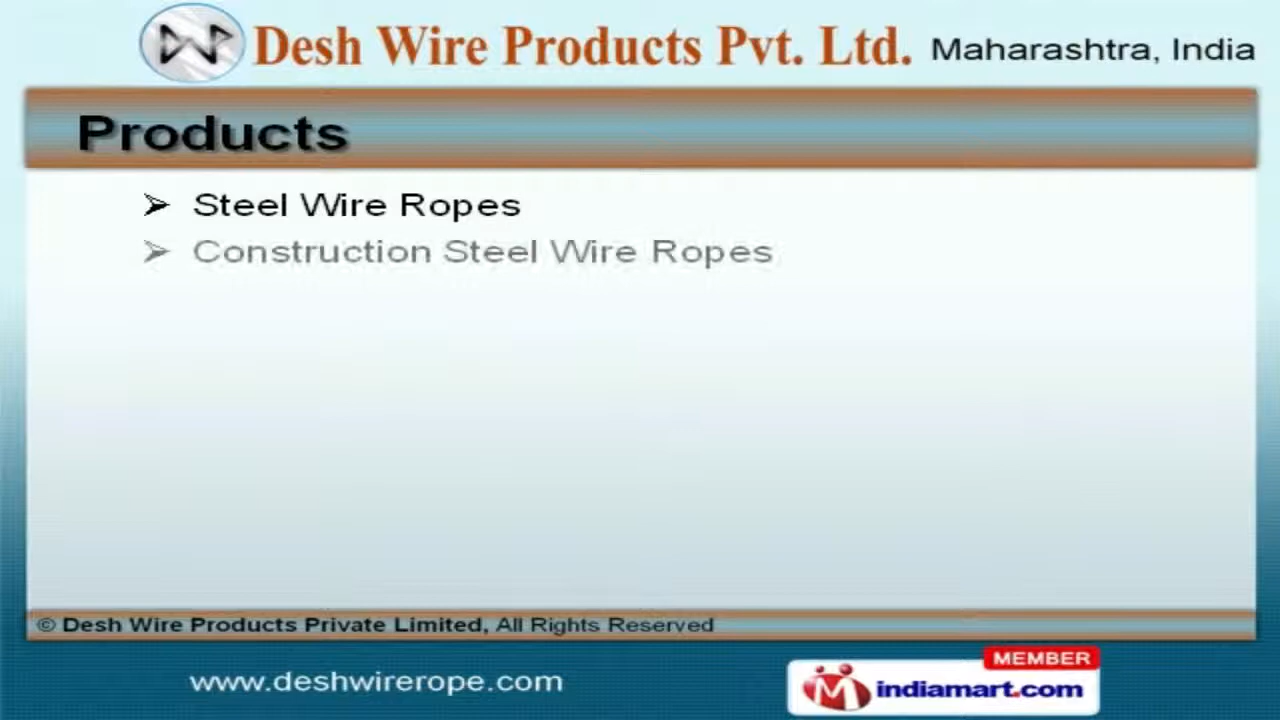 Desh Wire Products Pvt. Ltd. Maharashtra, India
Products
➢ Steel Wire Ropes
➢ Construction Steel Wire Ropes
© Desh Wire Products Private Limited, All Rights Reserved
www.deshwirerope.com
MEMBER
indiamart.com